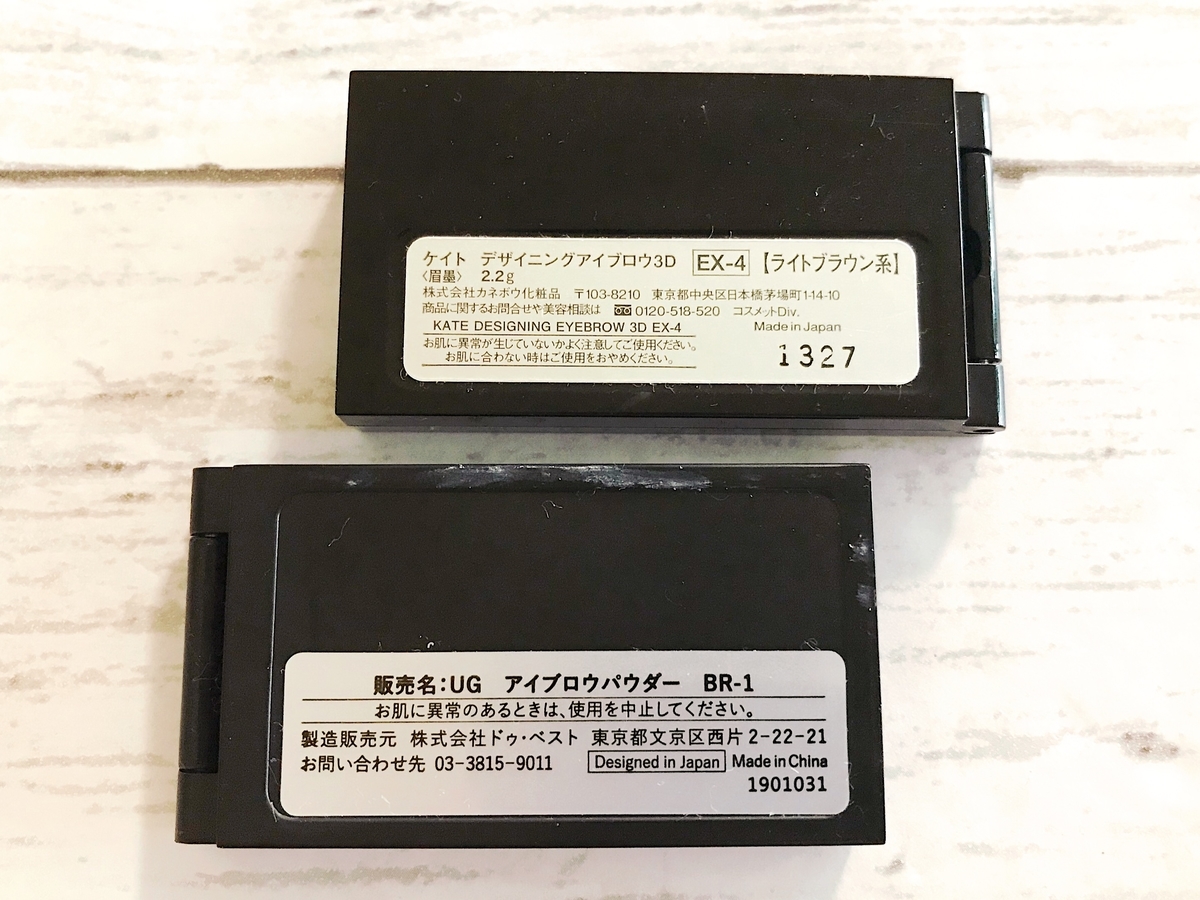 ケイト デザイニングアイブロウ3D EX-4 【ライトブラウン系】
〈眉墨〉 2.2g
株式会社カネボウ化粧品 〒103-8210 東京都中央区日本橋茅場町1-14-10
商品に関するお問合せや美容相談は 0120-518-520 コスメットDiv.
KATE DESIGNING EYEBROW 3D EX-4 Made in Japan
お肌に異常が生じていないかよく注意してご使用ください。
お肌に合わない時はご使用をおやめください。
1327
販売名:UG アイブロウパウダー BR-1
お肌に異常のあるときは、使用を中止してください。
製造販売元 株式会社ドゥ・ベスト 東京都文京区西片2-22-21
お問い合わせ先 03-3815-9011 Designed in Japan Made in China
1901031